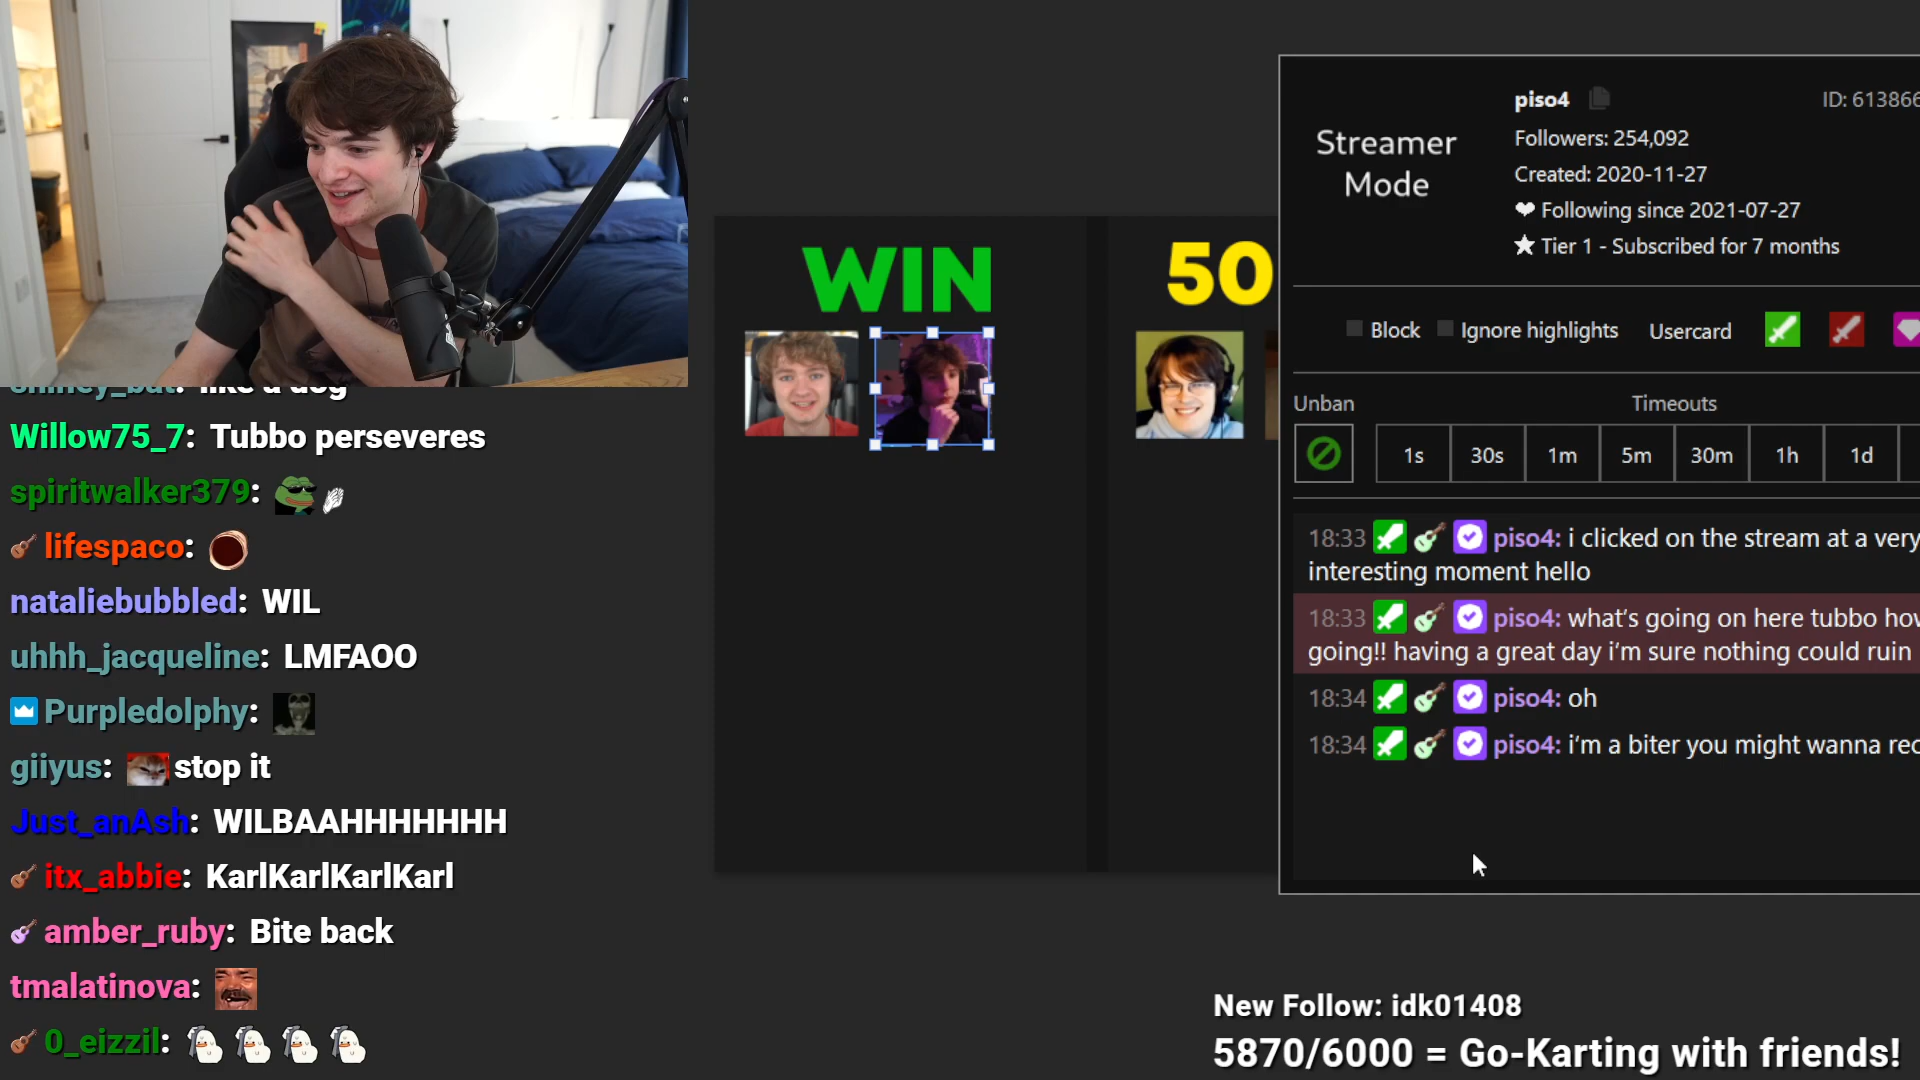 shiney_bat: like a dog
Willow75_7: Tubbo perseveres
spiritwalker379:
lifespaco:
nataliebubbled: WIL
uhhh_jacqueline: LMFAOO
Purpledolphy:
giiyus: stop it
Just_anAsh: WILBAAHHHHHHH
itx_abbie: KarlKarlKarlKarl
amber_ruby: Bite back
tmalatinova:
0_eizzil:
WIN
50
Streamer
Mode
piso4
ID: 613866
Followers: 254,092
Created: 2020-11-27
Following since 2021-07-27
Tier 1 - Subscribed for 7 months
Block
Ignore highlights
Usercard
Unban
Timeouts
1s 30s 1m 5m 30m 1h 1d
18:33 piso4: i clicked on the stream at a very
interesting moment hello
18:33 piso4: what's going on here tubbo how
going!! having a great day i'm sure nothing could ruin
18:34 piso4: oh
18:34 piso4: i'm a biter you might wanna rec
New Follow: idk01408
5870/6000 = Go-Karting with friends!